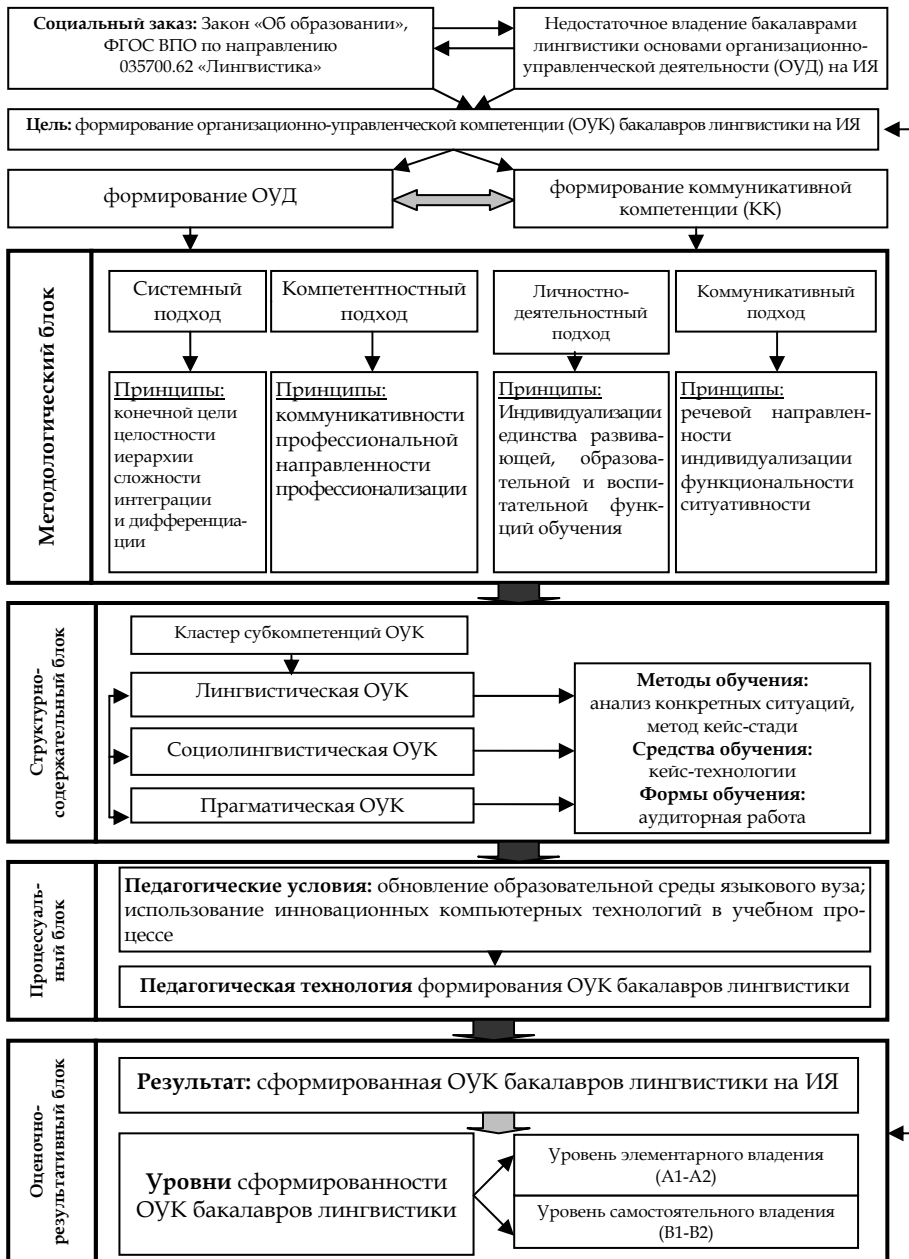 Социальный заказ: Закон «Об образовании»,
ФГОС ВПО по направлению
035700.62 «Лингвистика»
Недостаточное владение бакалаврами
лингвистики основами организационно-
управленческой деятельности (ОУД) на ИЯ
Цель: формирование организационно-управленческой компетенции (ОУК) бакалавров лингвистики на ИЯ
формирование ОУД
формирование коммуникативной
компетенции (КК)
Методологический блок
Системный
подход
Компетентностный
подход
Личностно-
деятельностный
подход
Коммуникативный
подход
Принципы:
конечной цели
целостности
иерархии
сложности
интеграции
и дифференциа-
ции
Принципы:
коммуникативности
профессиональной
направленности
профессионализации
Принципы:
Индивидуализации
единства развива-
ющей, образова-
тельной и воспи-
тательной функ-
ций обучения
Принципы:
речевой направлен-
ности
индивидуализации
функциональности
ситуативности
Структурно-
содержательный блок
Кластер субкомпетенций ОУК
Лингвистическая ОУК
Социолингвистическая ОУК
Прагматическая ОУК
Методы обучения:
анализ конкретных ситуаций,
метод кейс-стади
Средства обучения:
кейс-технологии
Формы обучения:
аудиторная работа
Процессуаль-
ный блок
Педагогические условия: обновление образовательной среды языкового вуза;
использование инновационных компьютерных технологий в учебном про-
цессе
Педагогическая технология формирования ОУК бакалавров лингвистики
Оценочно-
результативный блок
Результат: сформированная ОУК бакалавров лингвистики на ИЯ
Уровни сформированности
ОУК бакалавров лингвистики
Уровень элементарного владения
(А1-А2)
Уровень самостоятельного владения
(В1-В2)